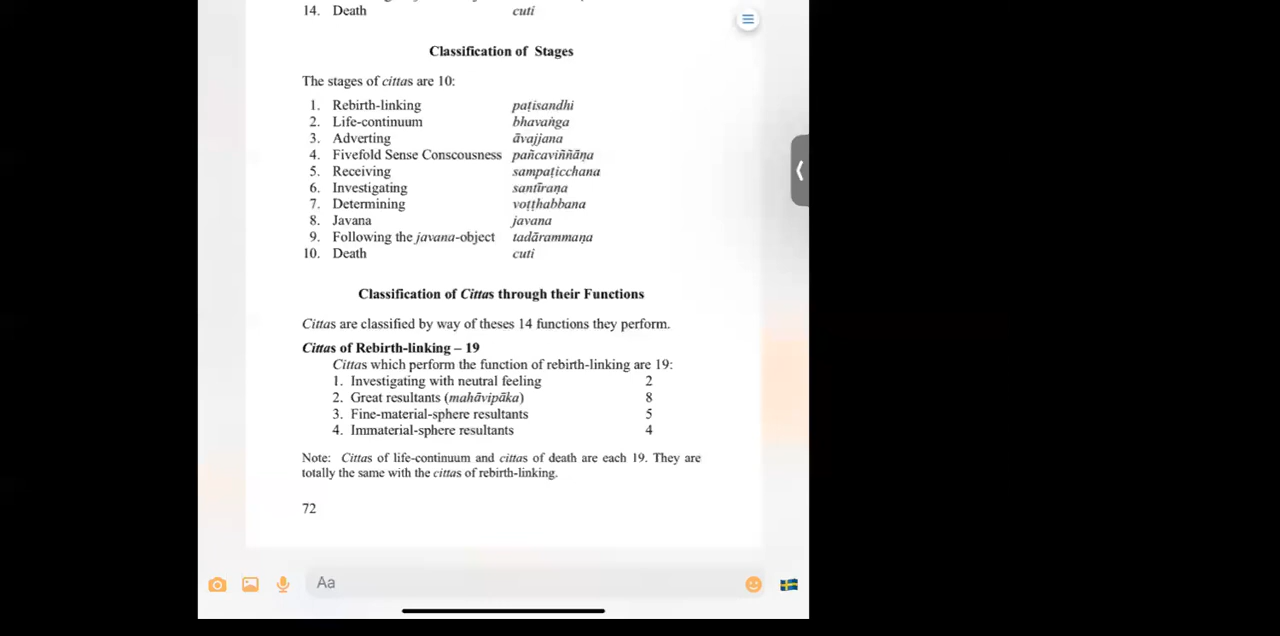 14. Death cuti
Classification of Stages
The stages of cittas are 10:
1. Rebirth-linking paṭisandhi
2. Life-continuum bhavaṅga
3. Adverting āvajjana
4. Fivefold Sense Conscousness pañcaviññāṇa
5. Receiving sampaṭicchana
6. Investigating santīraṇa
7. Determining voṭṭhabbana
8. Javana javana
9. Following the javana-object tadārammaṇa
10. Death cuti
Classification of Cittas through their Functions
Cittas are classified by way of theses 14 functions they perform.
Cittas of Rebirth-linking – 19
Cittas which perform the function of rebirth-linking are 19:
1. Investigating with neutral feeling 2
2. Great resultants (mahāvipāka) 8
3. Fine-material-sphere resultants 5
4. Immaterial-sphere resultants 4
Note: Cittas of life-continuum and cittas of death are each 19. They are
totally the same with the cittas of rebirth-linking.
72
Aa